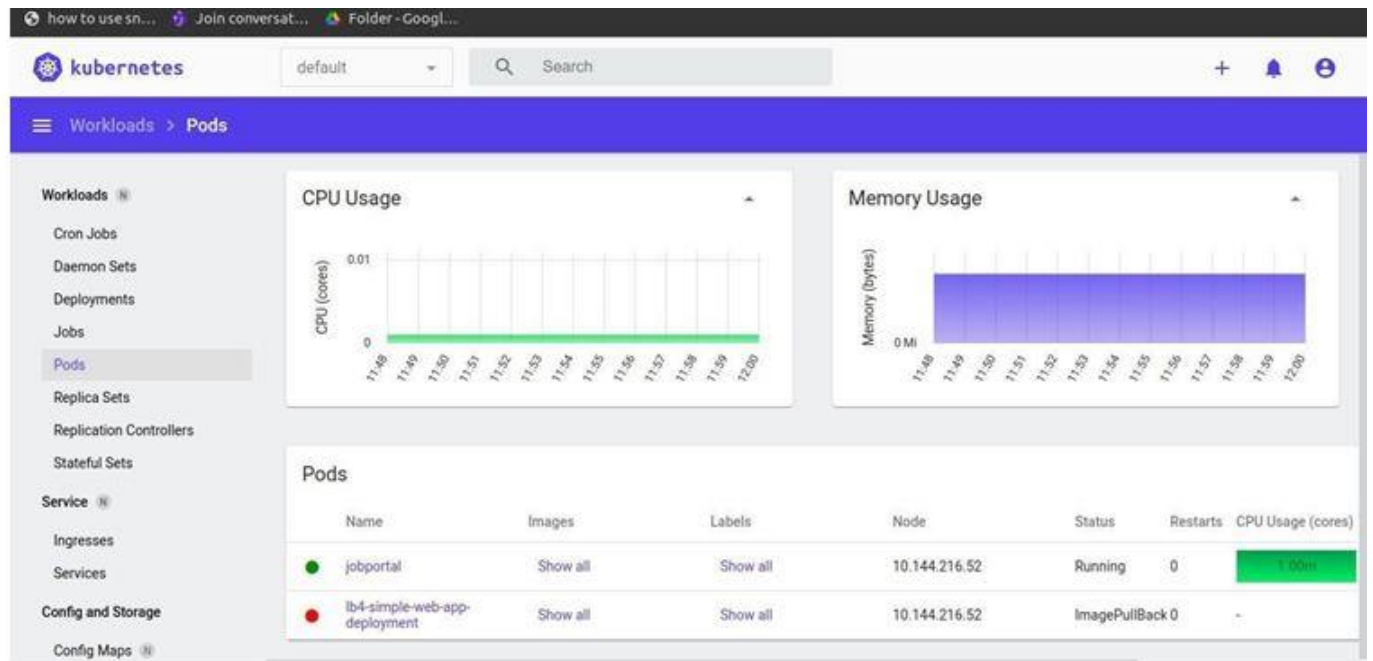 how to use sn... Join conversat... Folder - Googl...
kubernetes default Search
Workloads > Pods
Workloads N
Cron Jobs
Daemon Sets
Deployments
Jobs
Pods
Replica Sets
Replication Controllers
Stateful Sets
Service N
Ingresses
Services
Config and Storage
Config Maps N
CPU Usage
CPU (cores)
0.01
0
11:48 11:49 11:50 11:51 11:52 11:53 11:54 11:55 11:56 11:57 11:58 11:59 12:00
Memory Usage
Memory (bytes)
0 Mi
11:48 11:49 11:50 11:51 11:52 11:53 11:54 11:55 11:56 11:57 11:58 11:59 12:00
Pods
Name Images Labels Node Status Restarts CPU Usage (cores)
jobportal Show all Show all 10.144.216.52 Running 0 1.00m
lb4-simple-web-app-
deployment Show all Show all 10.144.216.52 ImagePullBack 0 -